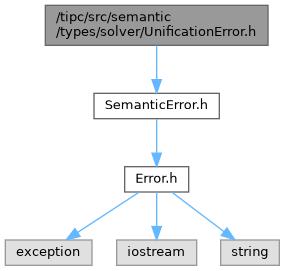 /tipc/src/semantic
/types/solver/UnificationError.h
SemanticError.h
Error.h
exception
iostream
string